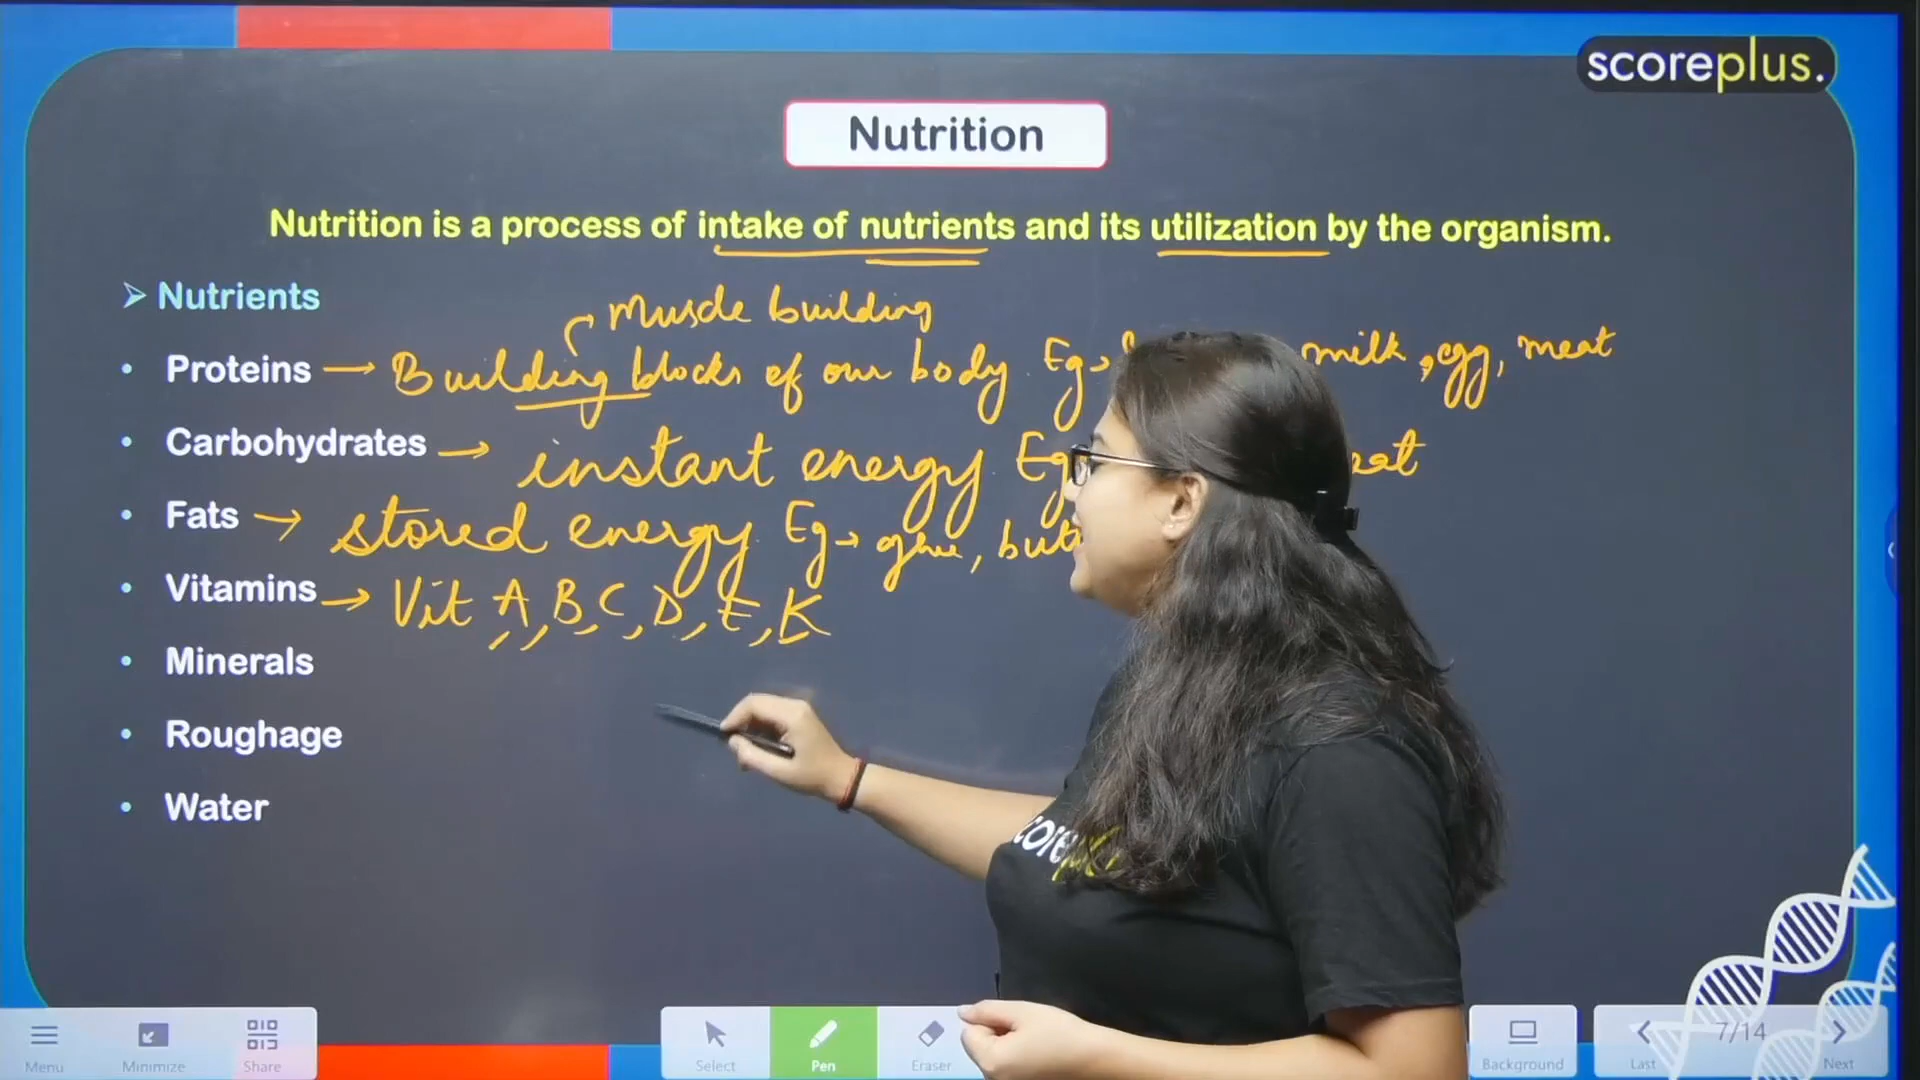 scoreplus.
Nutrition
Nutrition is a process of intake of nutrients and its utilization by the organism.
➢ Nutrients
Muscle building
• Proteins → Building blocks of our body Eg → milk, egg, meat
• Carbohydrates → instant energy Eg
• Fats → stored energy Eg → ghee,
• Vitamins → Vit A, B, C, D, E, K
• Minerals
• Roughage
• Water
Menu Minimize Share Select Pen Eraser Background Last 7/14 Next